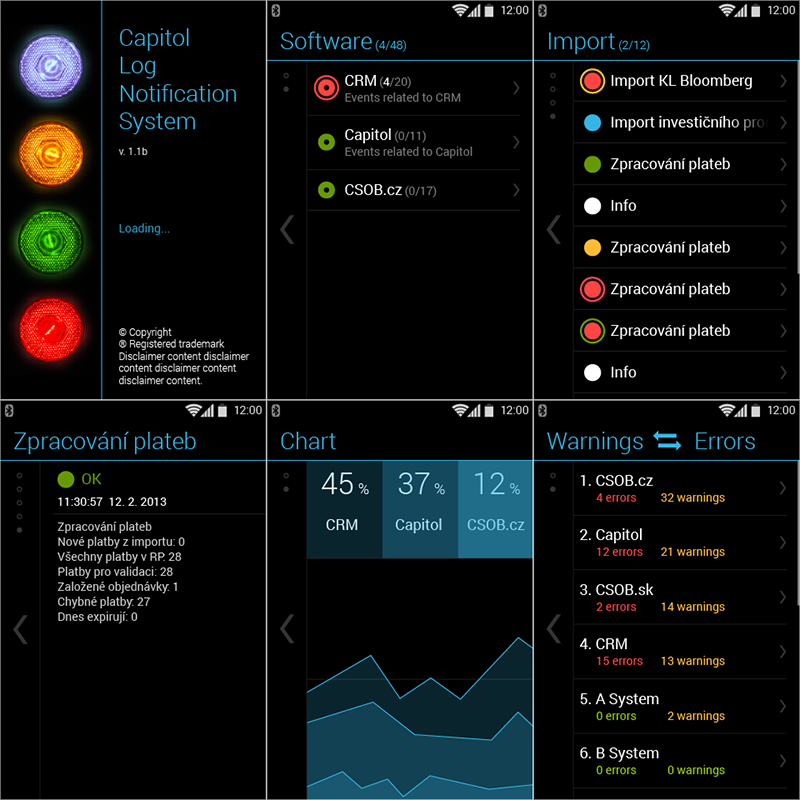 Capitol
Log
Notification
System
v. 1.1b
Loading...
© Copyright
® Registered trademark
Disclaimer content disclaimer
content disclaimer content
disclaimer content.
12:00
Software (4/48)
CRM (4/20)
Events related to CRM
Capitol (0/11)
Events related to Capitol
CSOB.cz (0/17)
12:00
Import (2/12)
Import KL Bloomberg
Import investičního pro
Zpracování plateb
Info
Zpracování plateb
Zpracování plateb
Zpracování plateb
Info
12:00
Zpracování plateb
OK
11:30:57 12. 2. 2013
Zpracování plateb
Nové platby z importu: 0
Všechny platby v RP: 28
Platby pro validaci: 28
Založené objednávky: 1
Chybné platby: 27
Dnes expirují: 0
12:00
Chart
45 % 37 % 12 %
CRM Capitol CSOB.cz
12:00
Warnings Errors
1. CSOB.cz
4 errors 32 warnings
2. Capitol
12 errors 21 warnings
3. CSOB.sk
2 errors 14 warnings
4. CRM
15 errors 13 warnings
5. A System
0 errors 2 warnings
6. B System
0 errors 0 warnings